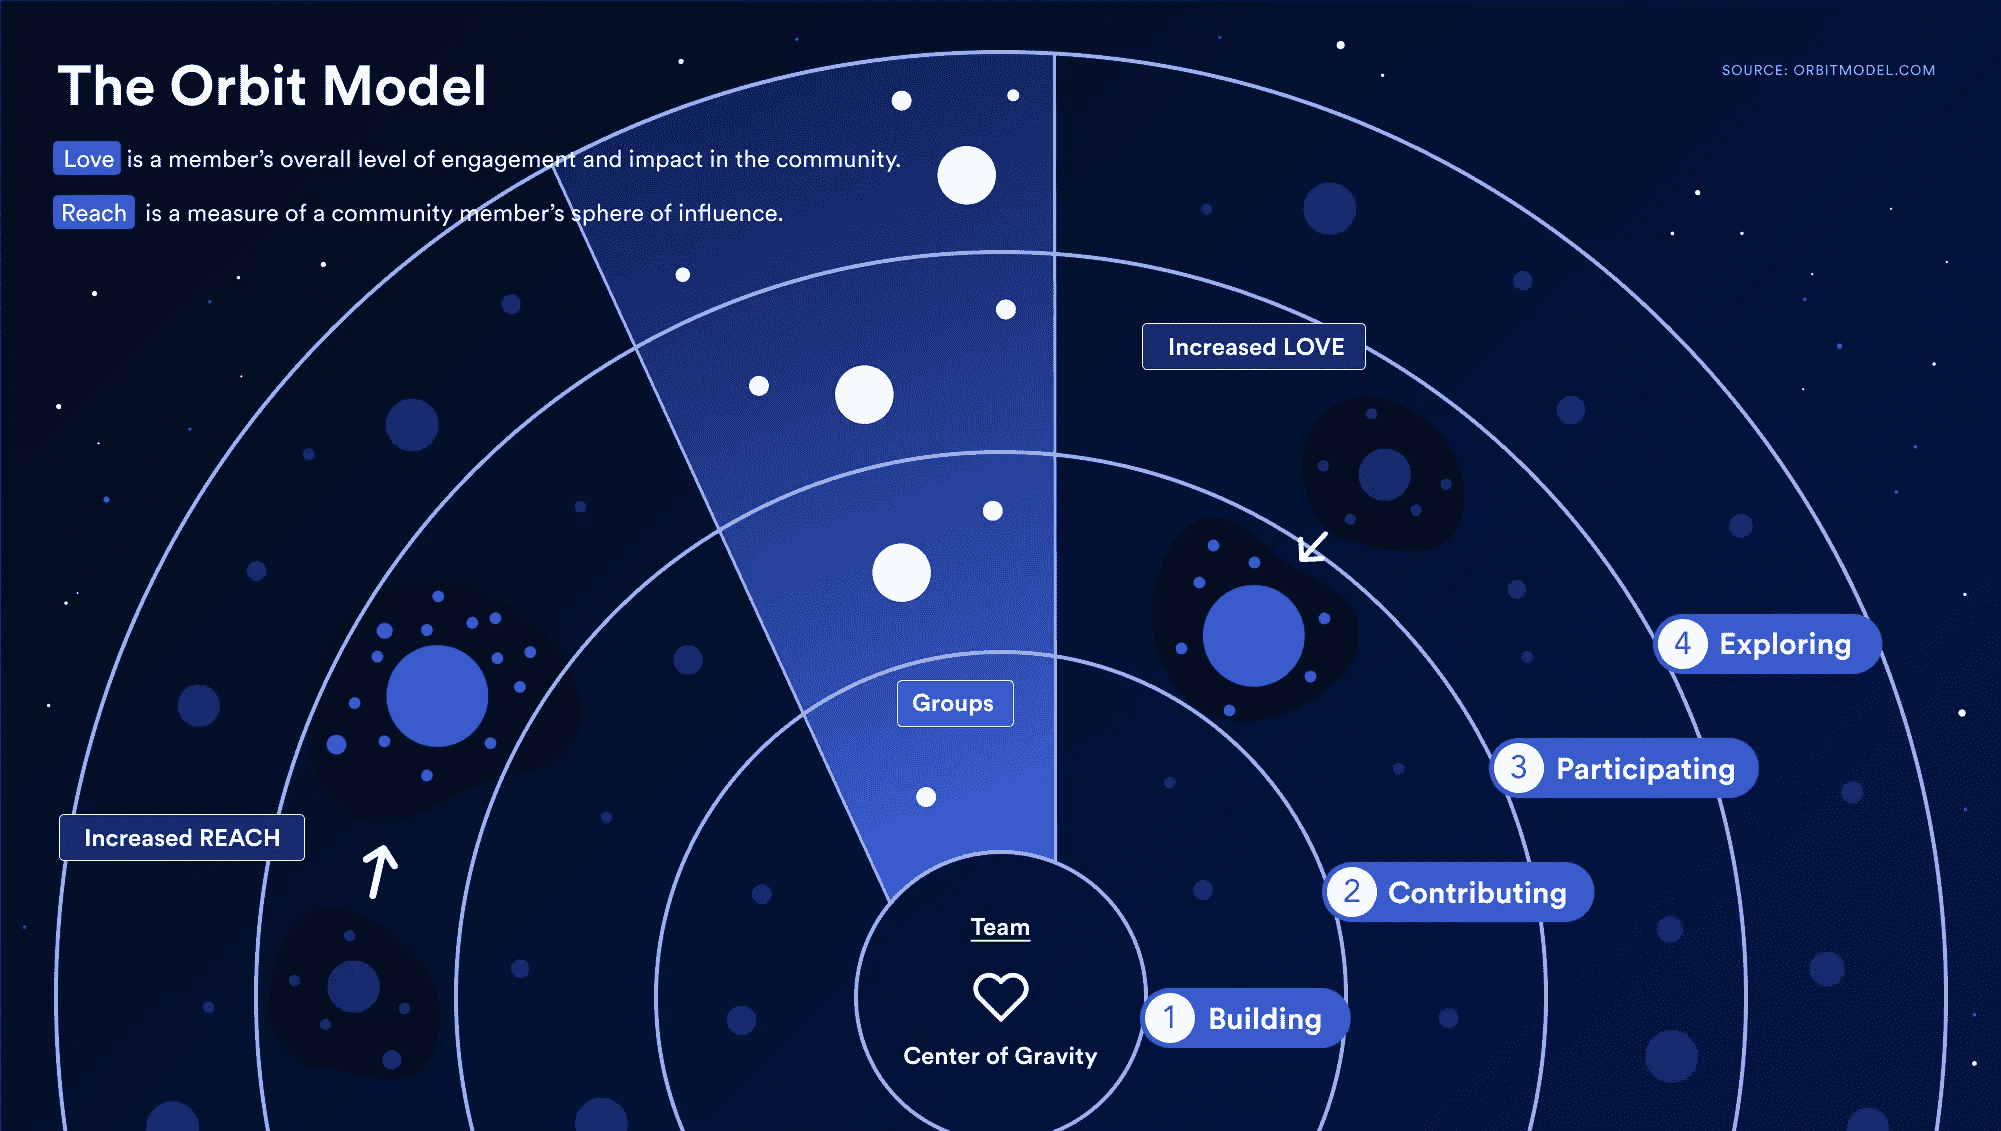 The Orbit Model
SOURCE: ORBITMODEL.COM
Love is a member’s overall level of engagement and impact in the community.
Reach is a measure of a community member’s sphere of influence.
Increased LOVE
4 Exploring
Groups
3 Participating
Increased REACH
2 Contributing
Team
1 Building
Center of Gravity